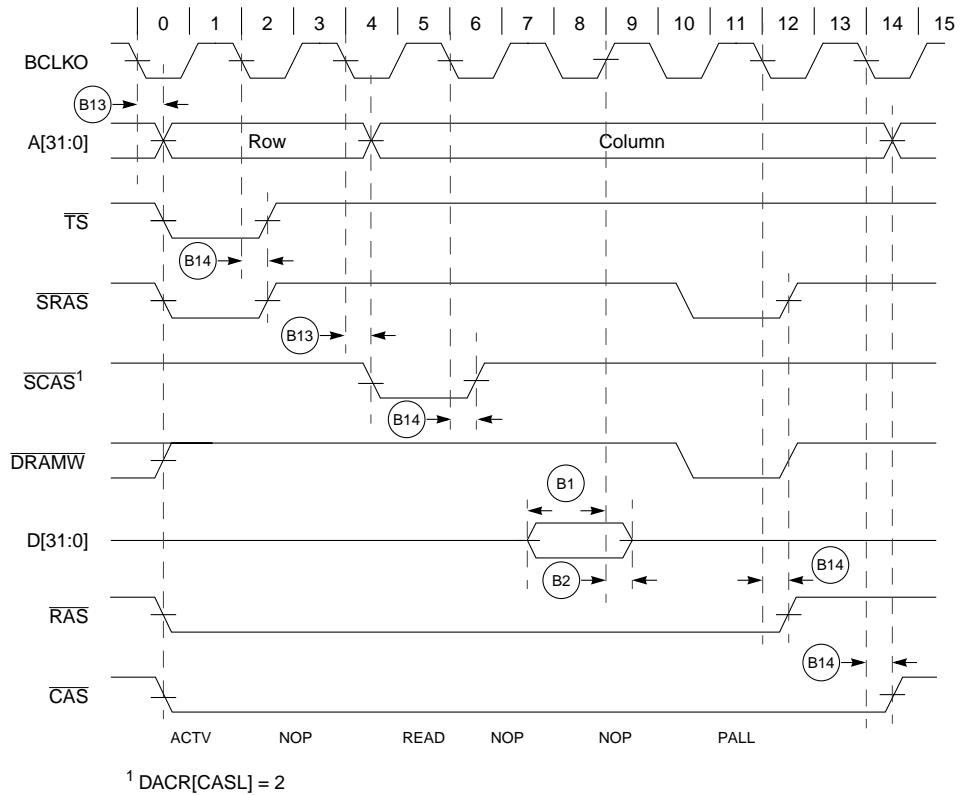 0 1 2 3 4 5 6 7 8 9 10 11 12 13 14 15
BCLKO
B13
A[31:0] Row Column
TS
B14
SRAS
B13
SCAS1
B14
DRAMW
B1
D[31:0]
B2 B14
RAS
B14
CAS
ACTV NOP READ NOP NOP PALL
1 DACR[CASL] = 2